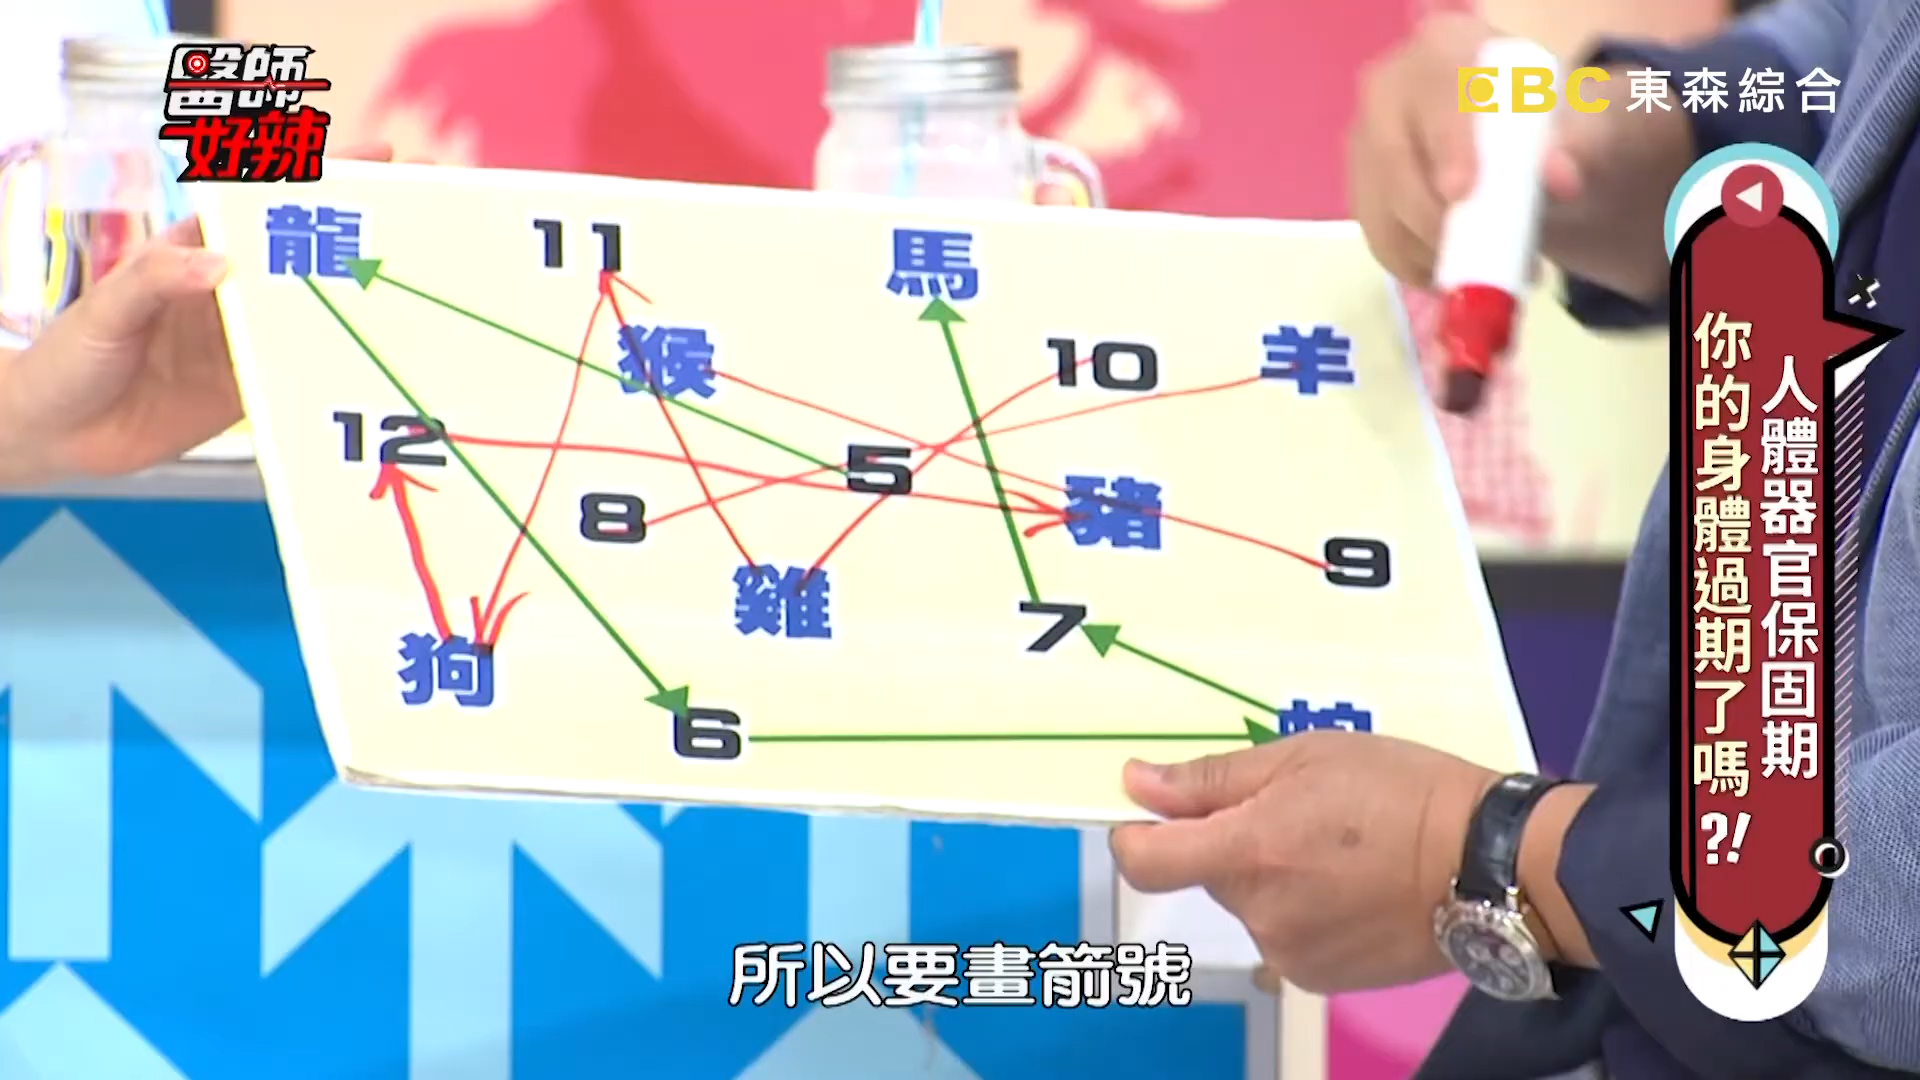 醫師
好辣
EBC 東森綜合
人體器官保固期
你的身體過期了嗎?!
龍
11
馬
猴
10
羊
12
5
8
豬
9
雞
7
狗
6
蛇
所以要畫箭號